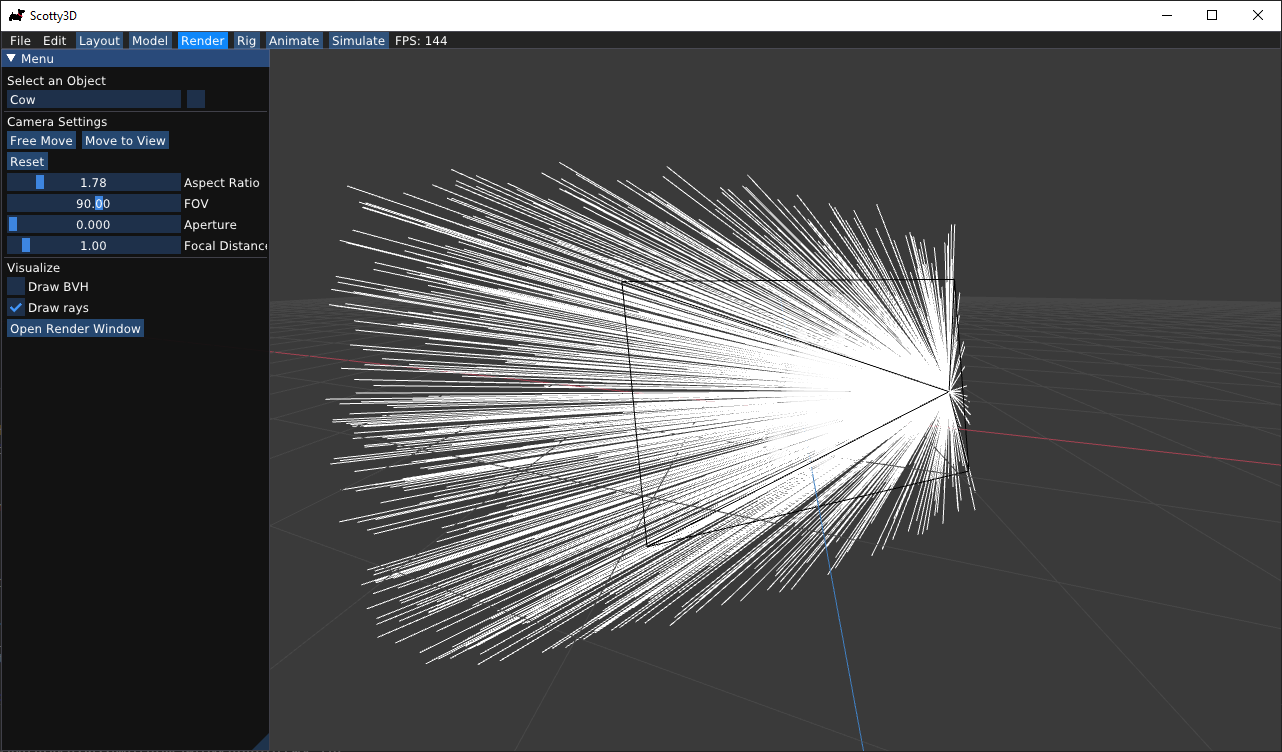 Scotty3D
File Edit Layout Model Render Rig Animate Simulate FPS: 144
Menu
Select an Object
Cow
Camera Settings
Free Move Move to View
Reset
1.78 Aspect Ratio
90.00 FOV
0.000 Aperture
1.00 Focal Distance
Visualize
Draw BVH
Draw rays
Open Render Window